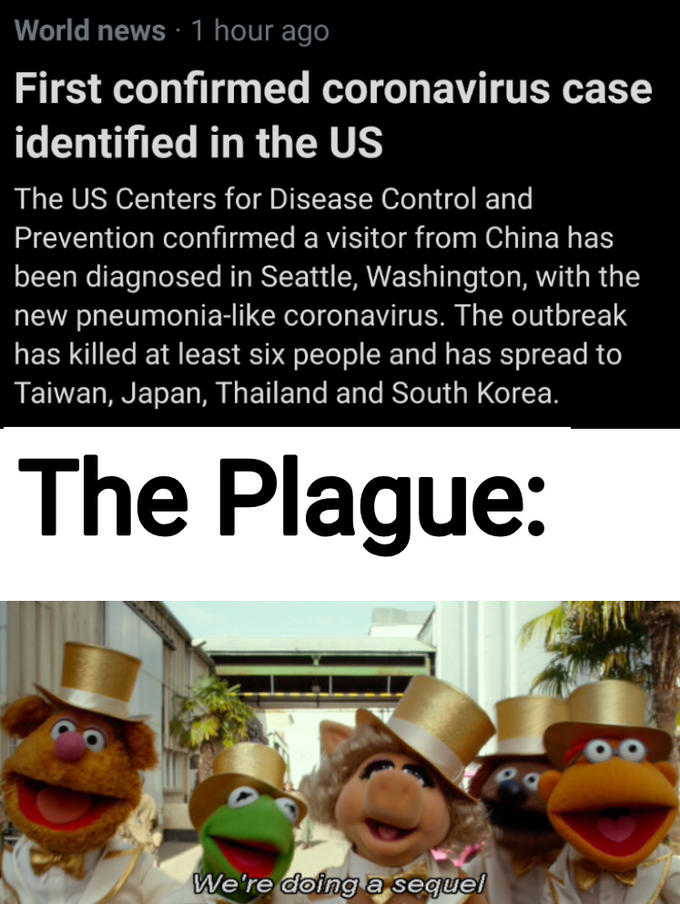 World news · 1 hour ago
First confirmed coronavirus case
identified in the US
The US Centers for Disease Control and
Prevention confirmed a visitor from China has
been diagnosed in Seattle, Washington, with the
new pneumonia-like coronavirus. The outbreak
has killed at least six people and has spread to
Taiwan, Japan, Thailand and South Korea.
The Plague:
We're doing a sequel